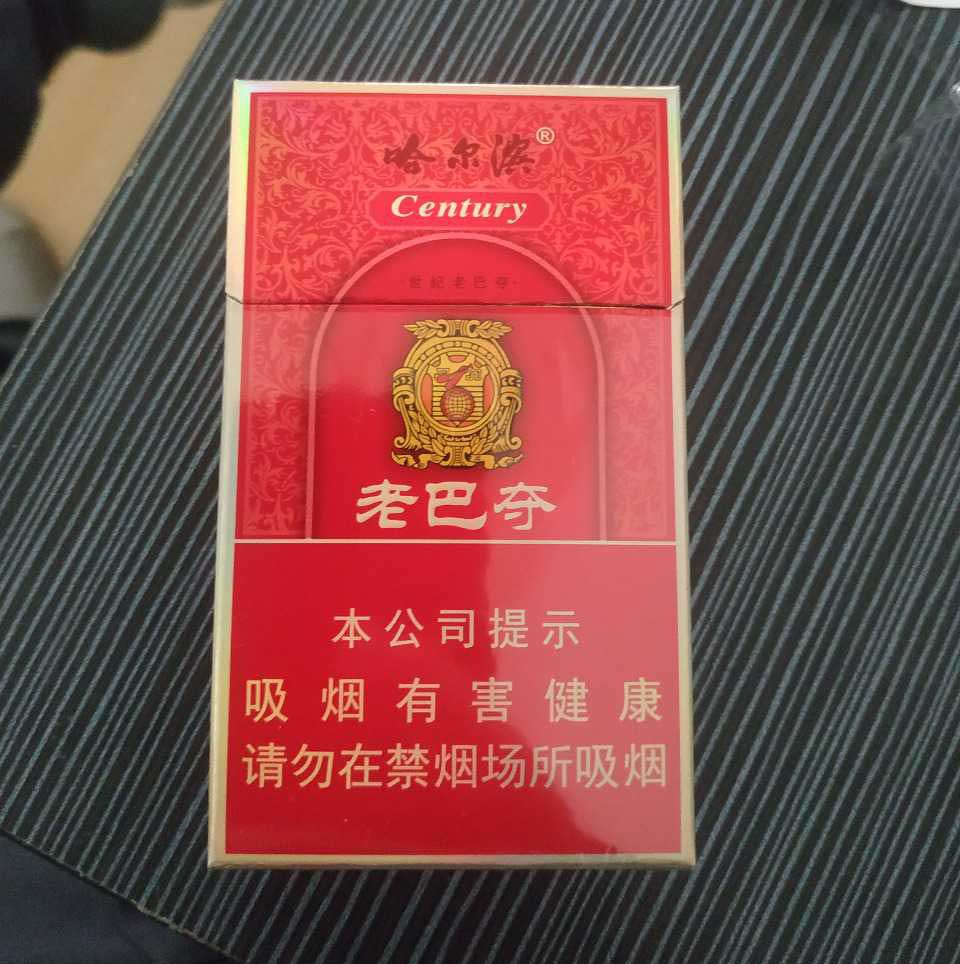 哈尔滨®
Century
世纪老巴夺
老巴夺
本公司提示
吸烟有害健康
请勿在禁烟场所吸烟